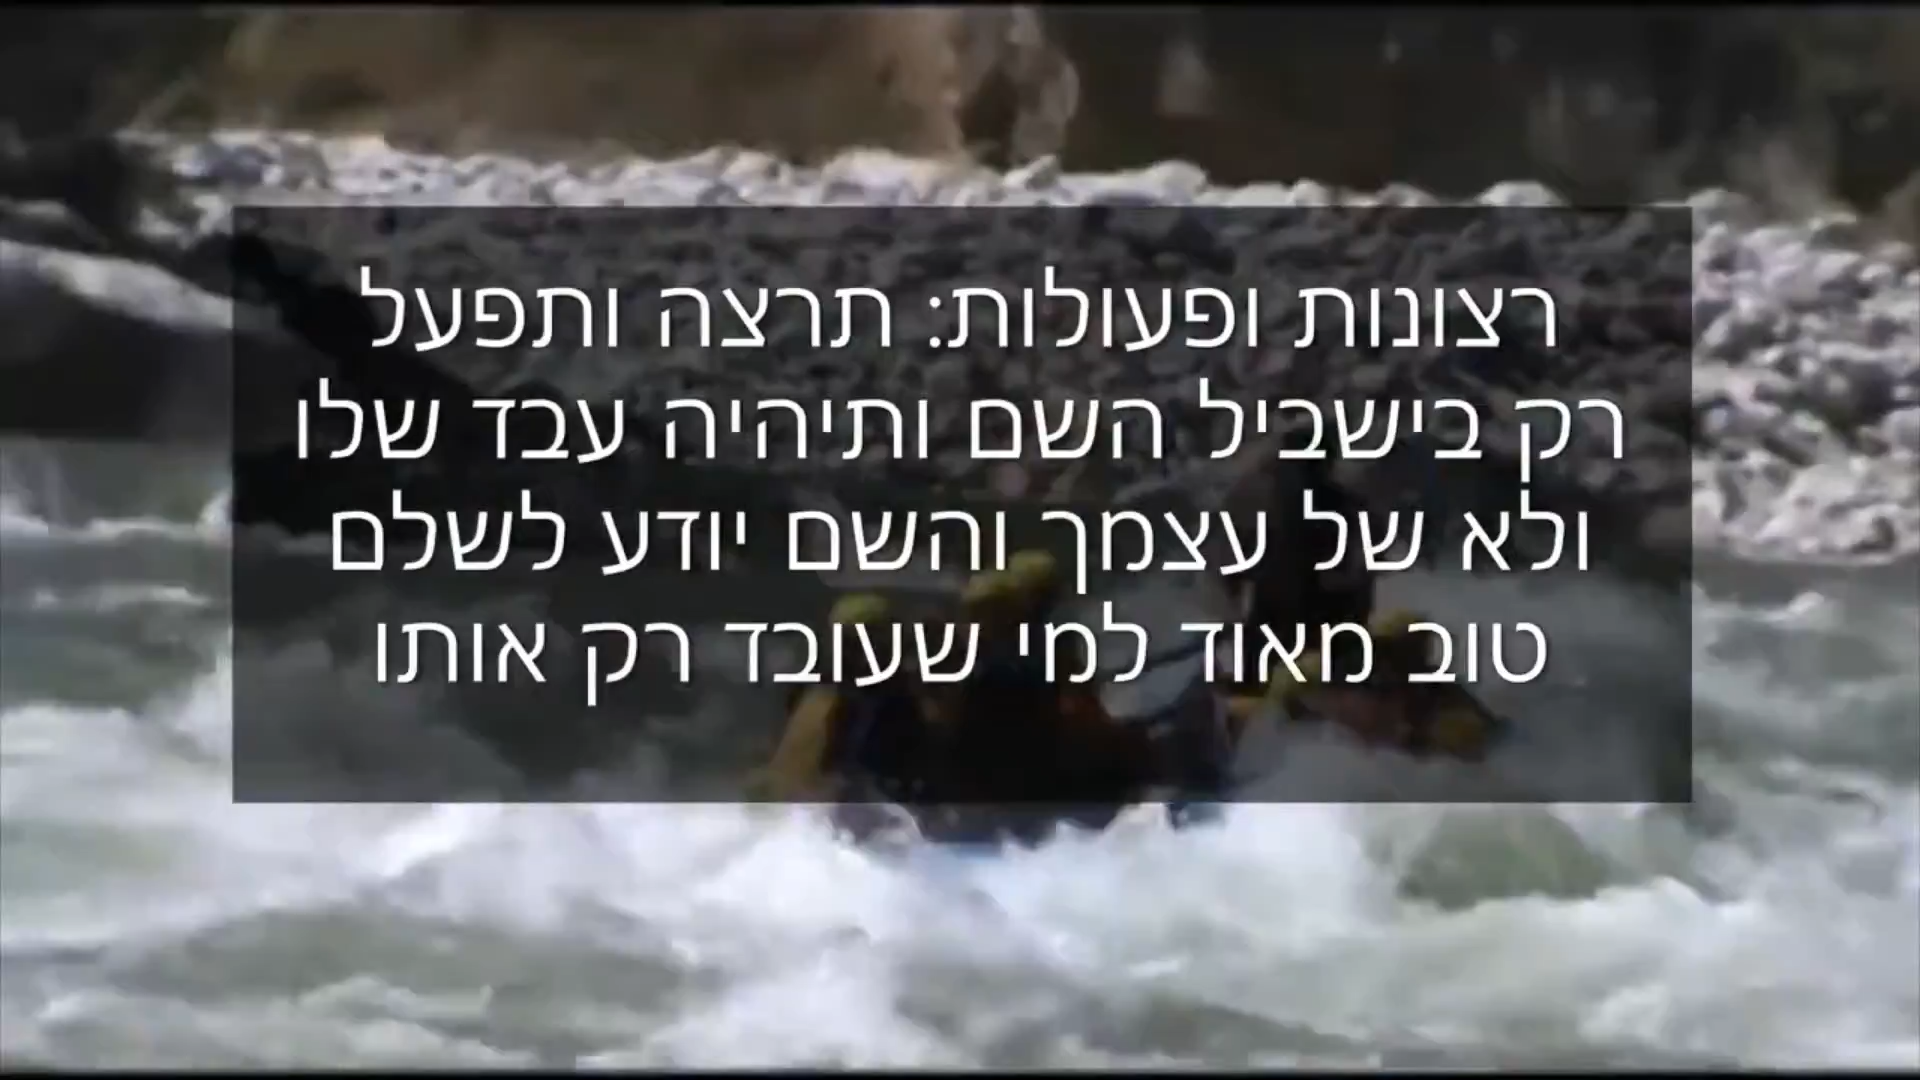 רצונות ופעולות: תרצה ותפעל
רק בישביל השם ותיהיה עבד שלו
ולא של עצמך והשם יודע לשלם
טוב מאוד למי שעובד רק אותו